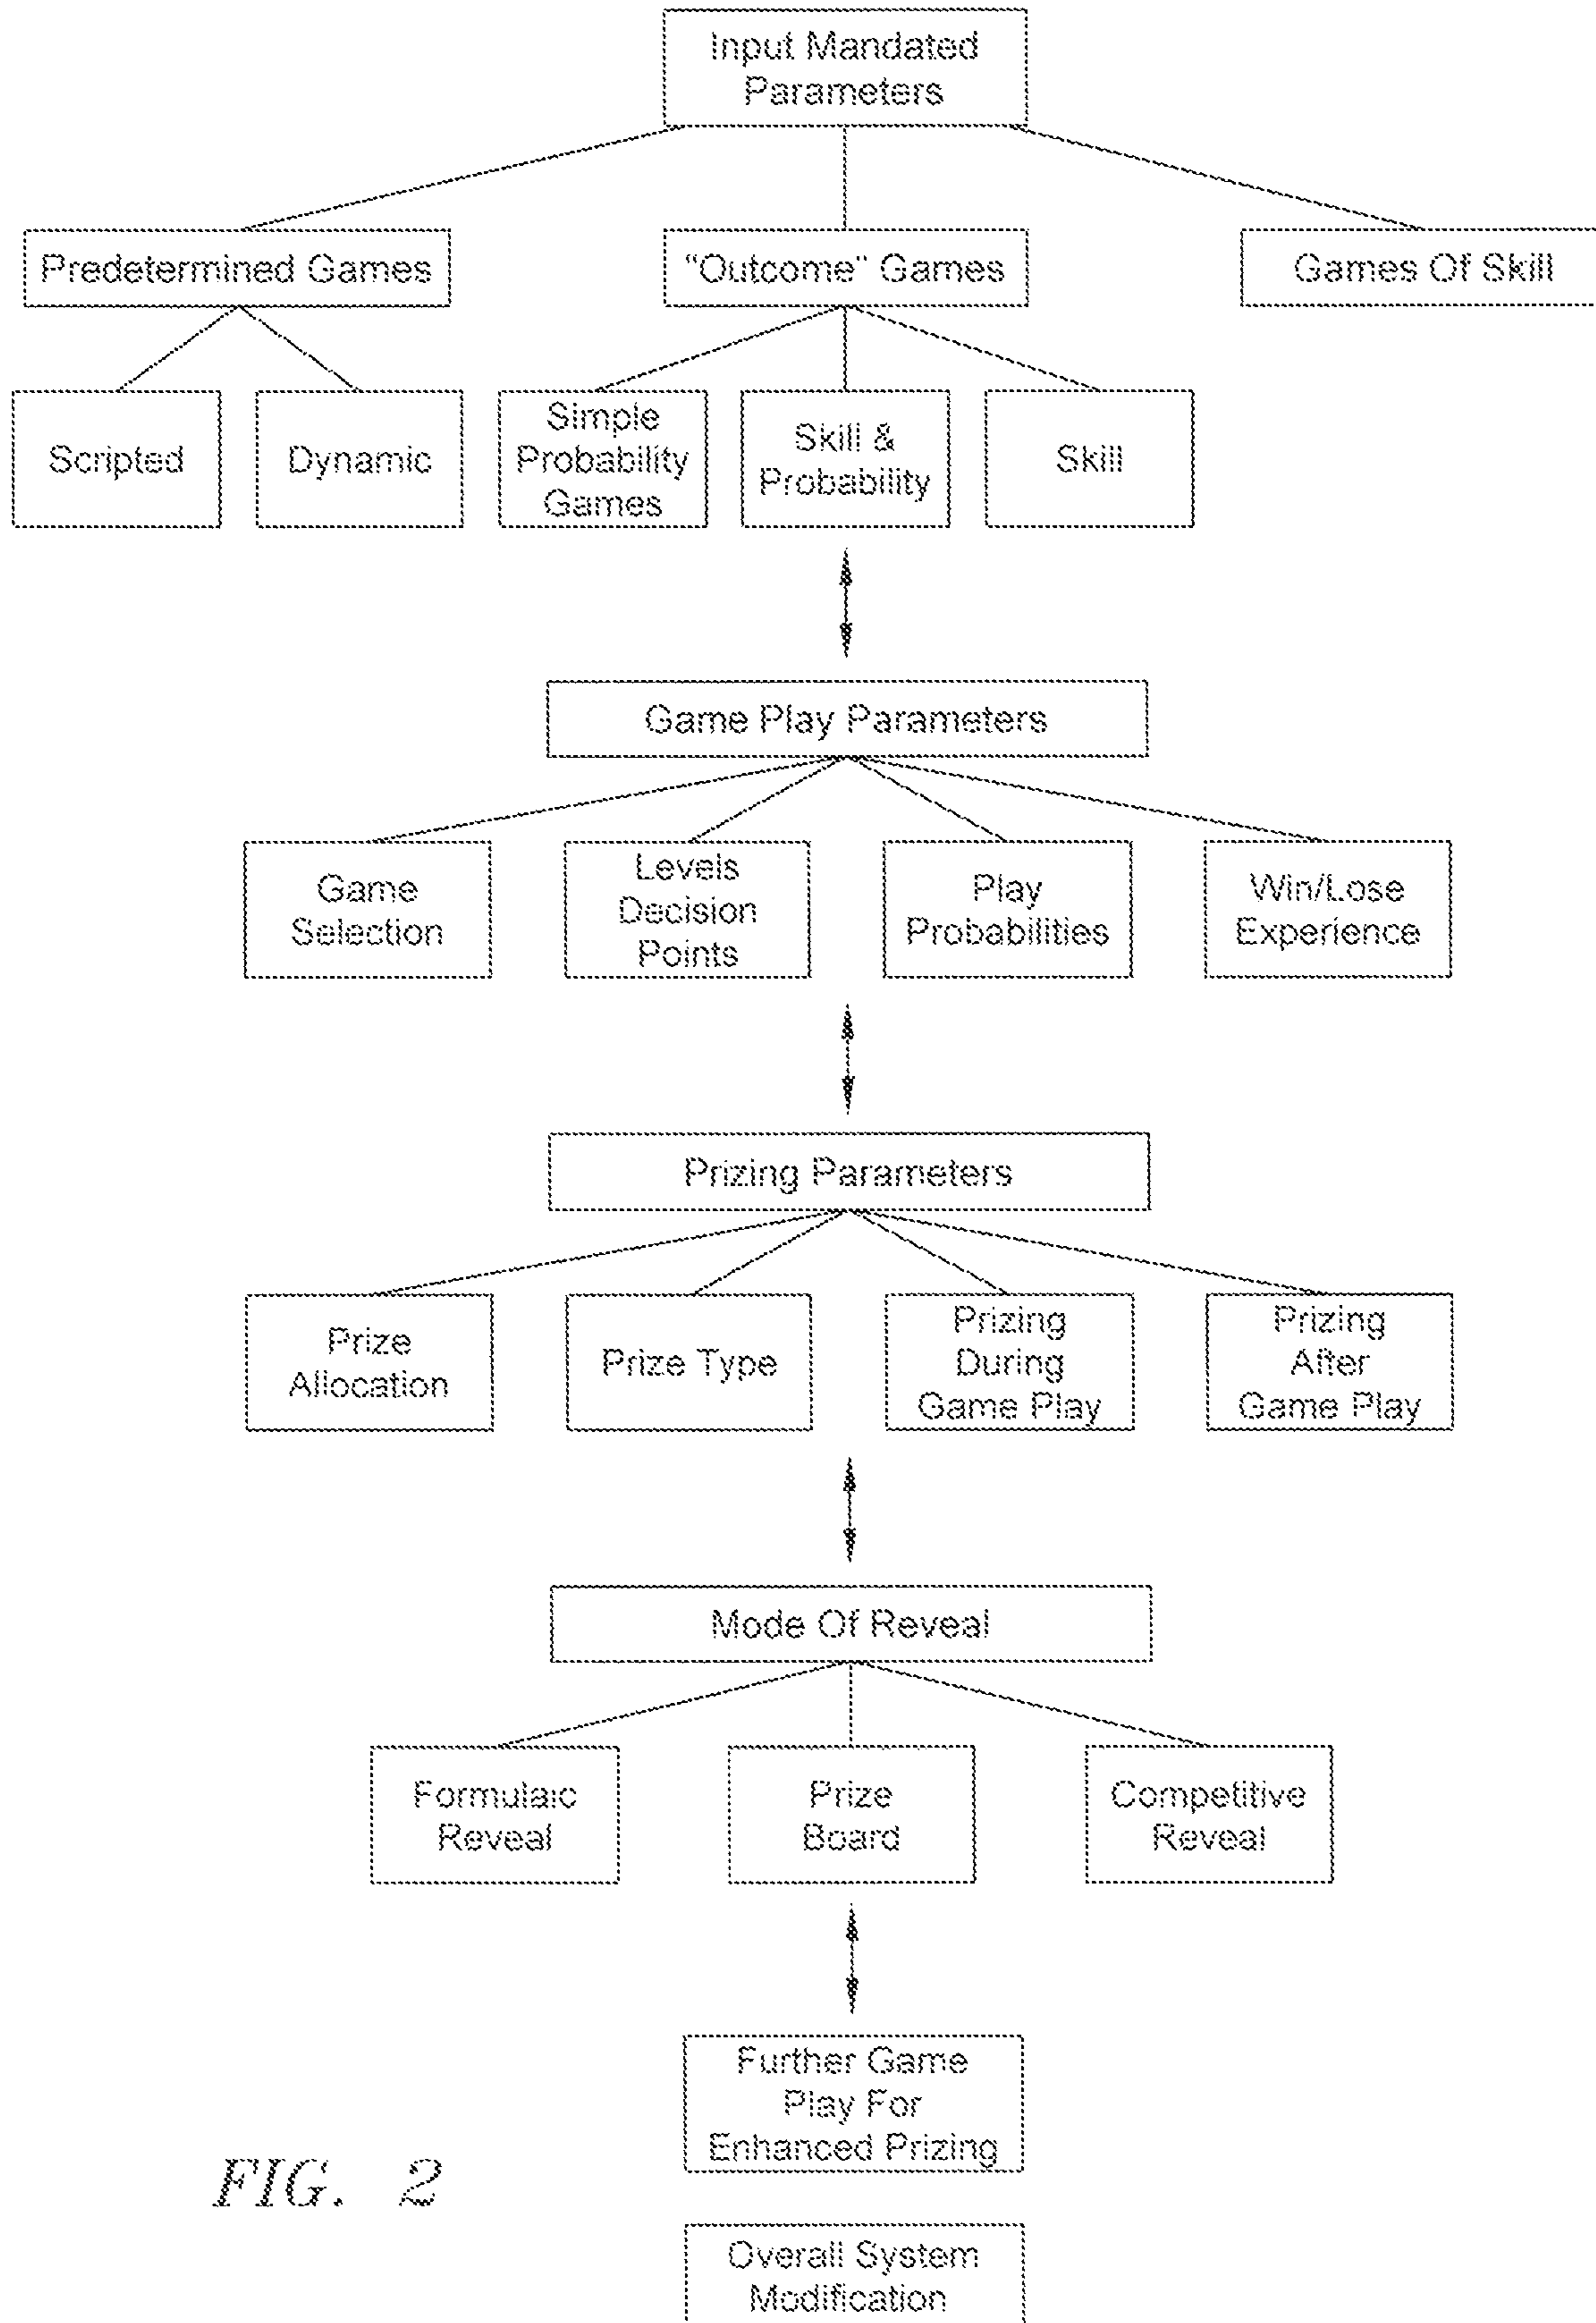 Input Mandated
Parameters
Predetermined Games
"Outcome" Games
Games Of Skill
Scripted
Dynamic
Simple
Probability
Games
Skill &
Probability
Skill
Game Play Parameters
Game
Selection
Levels
Decision
Points
Play
Probabilities
Win/Lose
Experience
Prizing Parameters
Prize
Allocation
Prize Type
Prizing
During
Game Play
Prizing
After
Game Play
Mode Of Reveal
Formulaic
Reveal
Prize
Board
Competitive
Reveal
Further Game
Play For
Enhanced Prizing
FIG. 2
Overall System
Modification